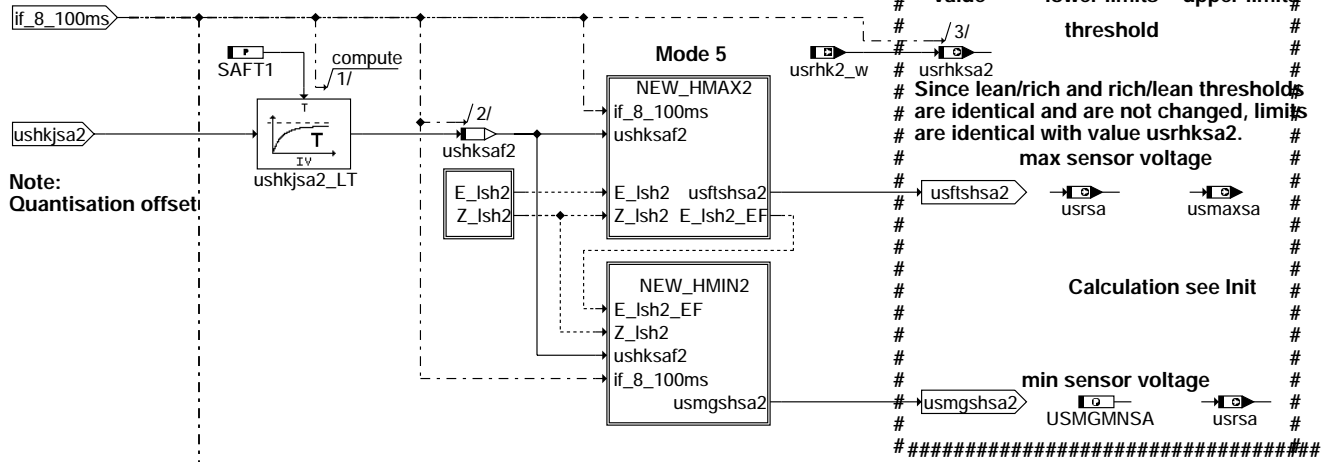 value lower limits upper limits
if_8_100ms
/3/
threshold
compute
SAFT1
1/
Mode 5
usrhk2_w
usrhksa2
NEW_HMAX2
Since lean/rich and rich/lean thresholds
T
if_8_100ms
are identical and are not changed, limits
/2/
ushkjsa2
T
ushksaf2
are identical with value usrhksa2.
ushksaf2
IV
max sensor voltage
ushkjsa2_LT
Note:
Quantisation offset
E_lsh2
E_lsh2
usftshsa2
usftshsa2
Z_lsh2
Z_lsh2
E_lsh2_EF
usrsa
usmaxsa
NEW_HMIN2
Calculation see Init
E_lsh2_EF
Z_lsh2
ushksaf2
if_8_100ms
min sensor voltage
usmgshsa2
usmgshsa2
USMGMNSA
usrsa
###################################